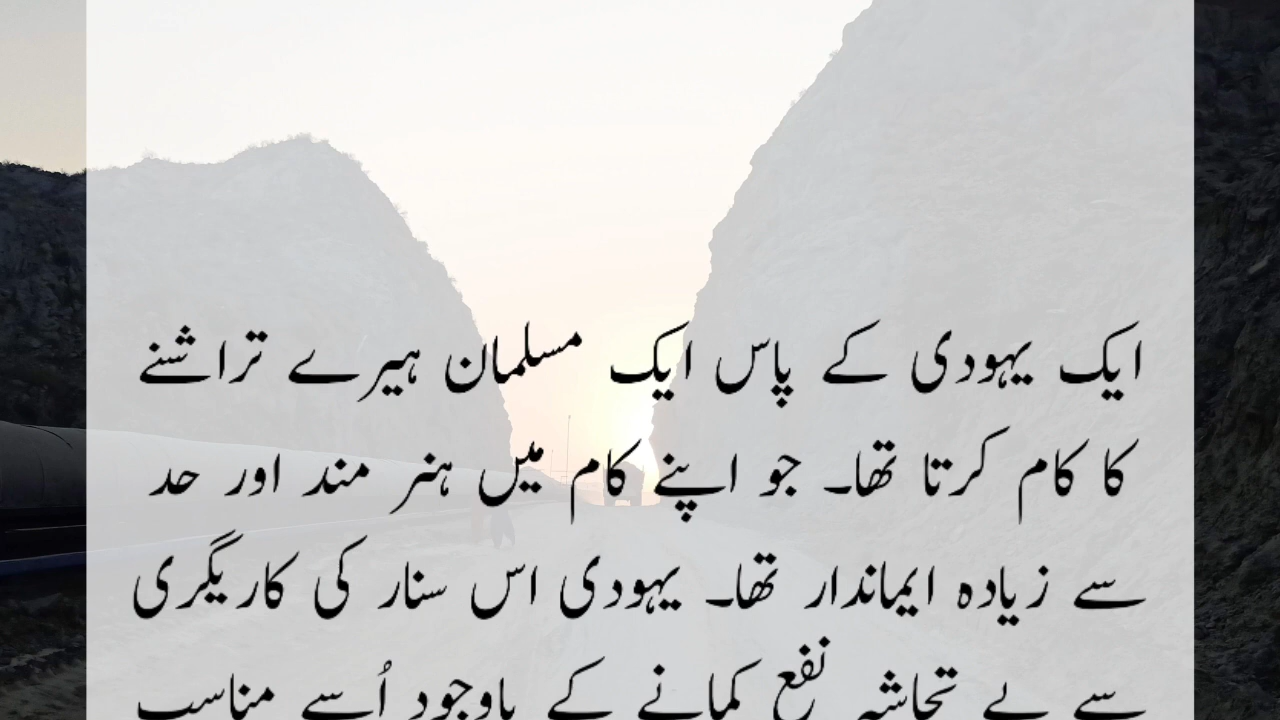 ایک یہودی کے پاس ایک مسلمان ہیرے تراشنے
کا کام کرتا تھا۔ جو اپنے کام میں ہنر مند اور حد
سے زیادہ ایماندار تھا۔ یہودی اس سنار کی کاریگری
سے بے تحاشہ نفع کمانے کے باوجود اُسے مناسب